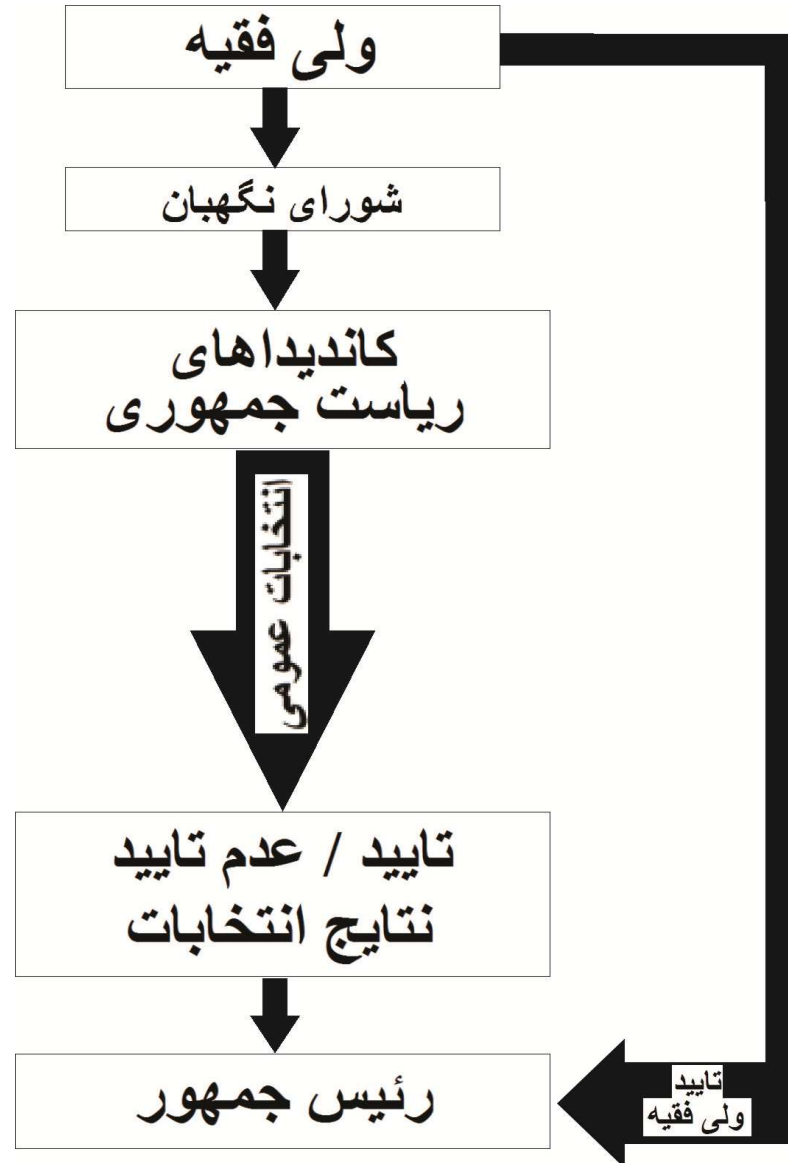 ولی فقیه
شورای نگهبان
کاندیداهای
ریاست جمهوری
انتخابات عمومی
تایید / عدم تایید
نتایج انتخابات
رئیس جمهور
تایید
ولی فقیه